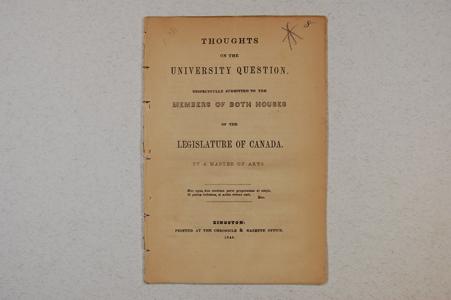 THOUGHTS
ON THE
UNIVERSITY QUESTION,
RESPECTFULLY SUBMITTED TO THE
MEMBERS OF BOTH HOUSES
OF THE
LEGISLATURE OF CANADA.
BY A MASTER OF ARTS.
Hor.
KINGSTON:
PRINTED AT THE CHRONICLE & GAZETTE OFFICE,